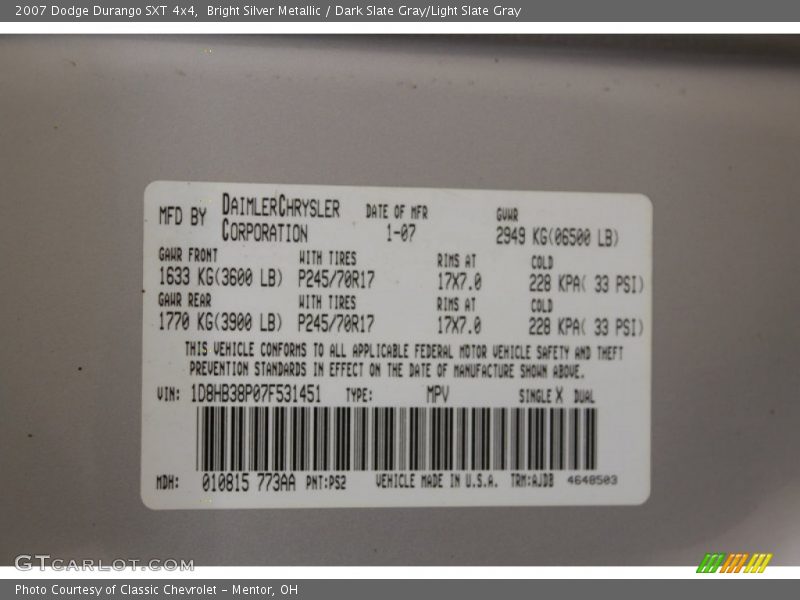 2007 Dodge Durango SXT 4x4,  Bright Silver Metallic / Dark Slate Gray/Light Slate Gray
MFD BY DAIMLERCHRYSLER CORPORATION DATE OF MFR 1-07 GVWR 2949 KG(06500 LB)
GAWR FRONT WITH TIRES RIMS AT COLD
1633 KG(3600 LB) P245/70R17 17X7.0 228 KPA( 33 PSI)
GAWR REAR WITH TIRES RIMS AT COLD
1770 KG(3900 LB) P245/70R17 17X7.0 228 KPA( 33 PSI)
THIS VEHICLE CONFORMS TO ALL APPLICABLE FEDERAL MOTOR VEHICLE SAFETY AND THEFT
PREVENTION STANDARDS IN EFFECT ON THE DATE OF MANUFACTURE SHOWN ABOVE.
VIN: 1D8HB38P07F531451 TYPE: MPV SINGLE X DUAL
MDH: 010815 773AA PNT:PS2 VEHICLE MADE IN U.S.A. TRM:AJDB 4648503
GTCARLOT.COM
Photo Courtesy of Classic Chevrolet - Mentor, OH